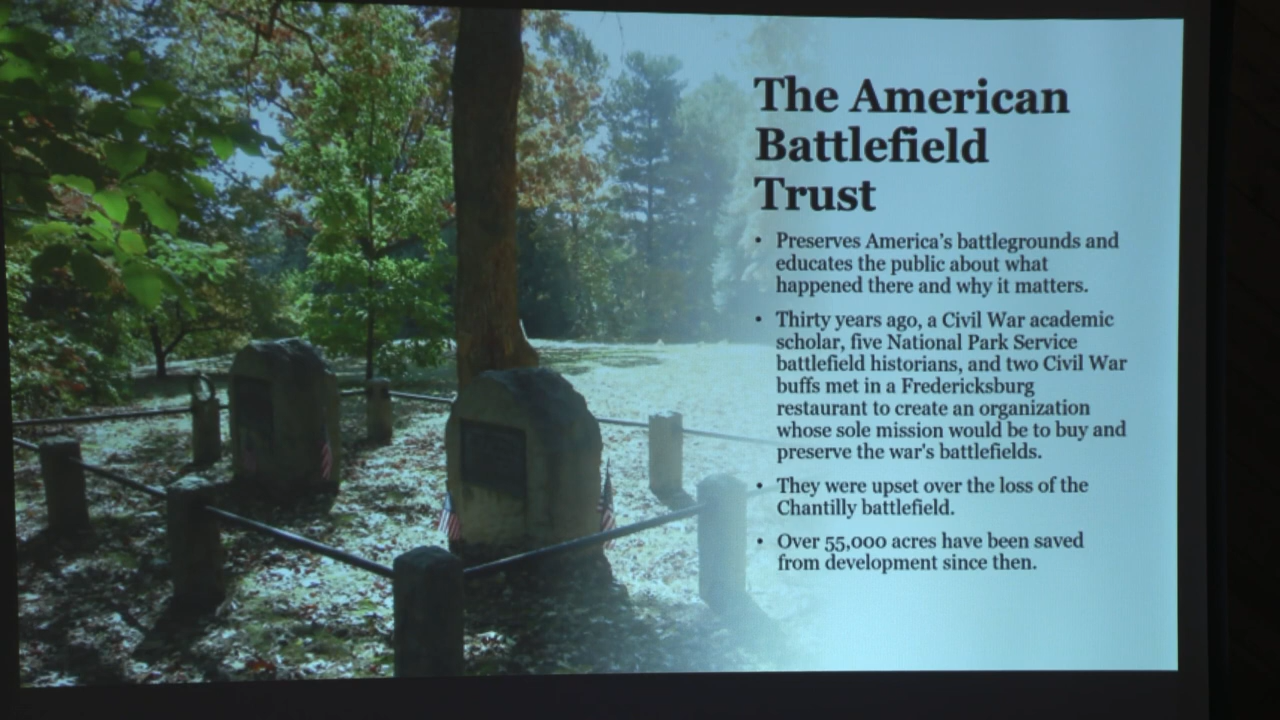 The American
Battlefield
Trust
• Preserves America's battlegrounds and
educates the public about what
happened there and why it matters.
• Thirty years ago, a Civil War academic
scholar, five National Park Service
battlefield historians, and two Civil War
buffs met in a Fredericksburg
restaurant to create an organization
whose sole mission would be to buy and
preserve the war's battlefields.
• They were upset over the loss of the
Chantilly battlefield.
• Over 55,000 acres have been saved
from development since then.